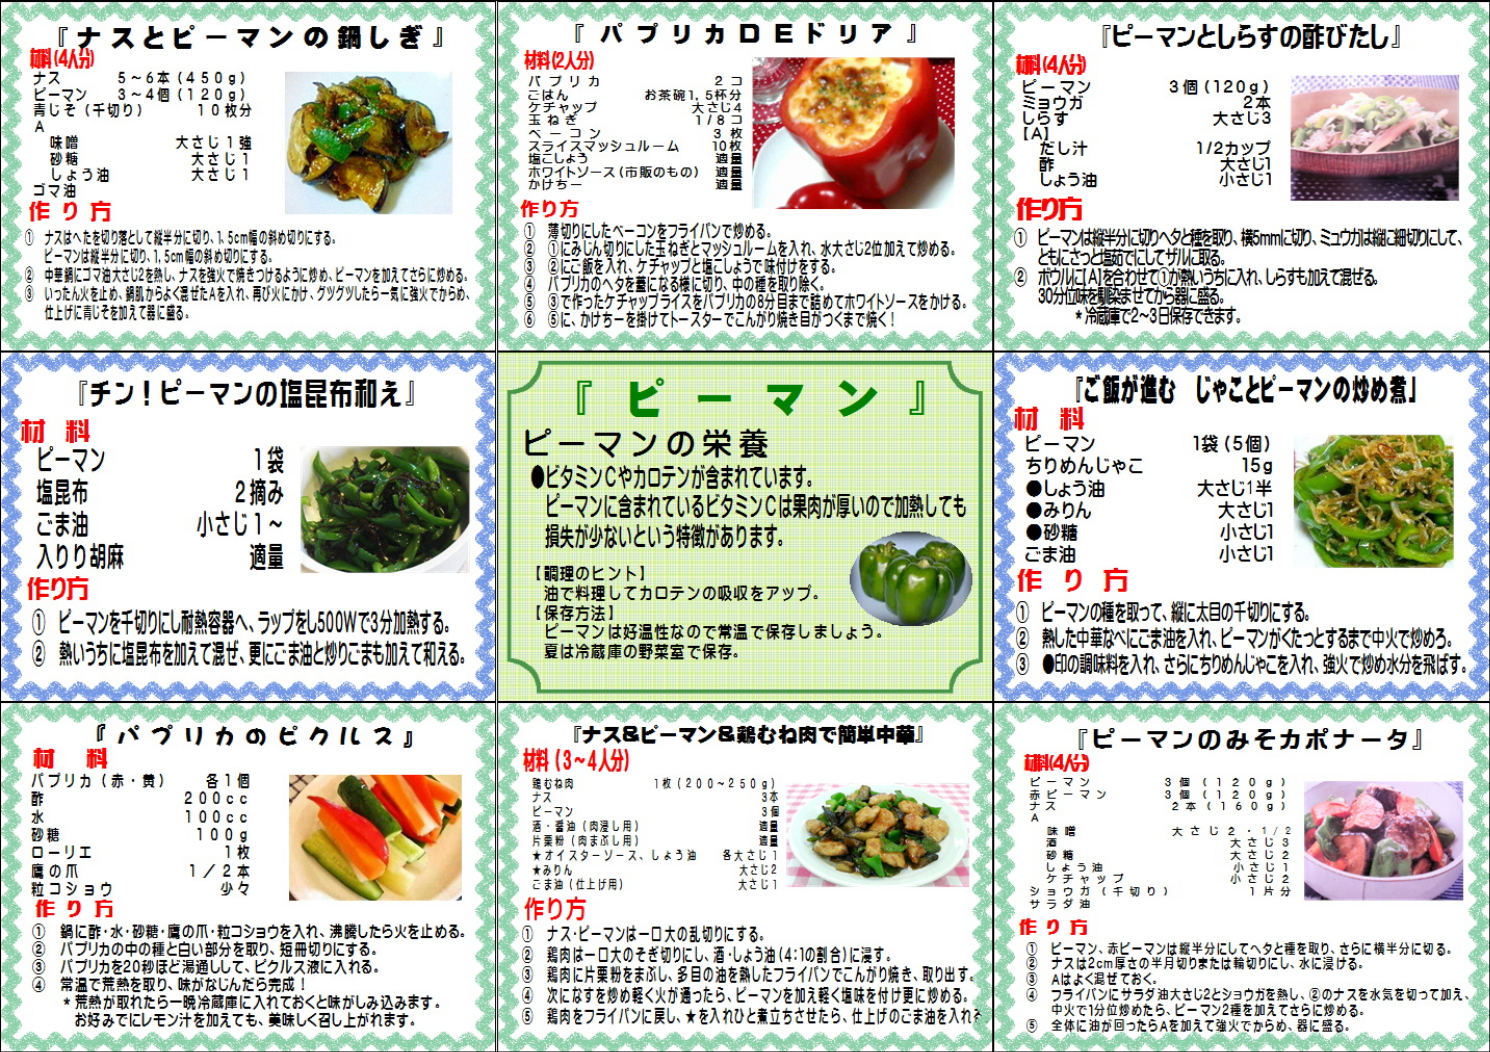 『ナスとピーマンの鍋しぎ』
材料(4人分)
ナス 5～6本(450g)
ピーマン 3～4個(120g)
青じそ(千切り) 10枚分
A
味噌 大さじ1強
砂糖 大さじ1
しょう油 大さじ1
ゴマ油
作り方
① ナスはへたを切り落として縦半分に切り、1.5cm幅の斜め切りにする。
ピーマンは縦半分に切り、1.5cm幅の斜め切りにする。
② 中華鍋にゴマ油大さじ2を熱し、ナスを強火で焼きつけるように炒め、ピーマンを加えてさらに炒める。
③ いったん火を止め、鍋肌からよく混ぜたAを入れ、再び火にかけ、グツグツしたら一気に強火でからめ、
仕上げに青じそを加えて器に盛る。
『パプリカDEドリア』
材料(2人分)
パプリカ 2コ
ごはん お茶碗1.5杯分
ケチャップ 大さじ4
玉ねぎ 1/8コ
ベーコン 3枚
スライスマッシュルーム 10枚
塩こしょう 適量
ホワイトソース(市販のもの) 適量
かけちー 適量
作り方
① 薄切りにしたベーコンをフライパンで炒める。
② ①にみじん切りにした玉ねぎとマッシュルームを入れ、水大さじ2位加えて炒める。
③ ②にご飯を入れ、ケチャップと塩こしょうで味付けをする。
④ パプリカのヘタを蓋になる様に切り、中の種を取り除く。
⑤ ③で作ったケチャップライスをパプリカの8分目まで詰めてホワイトソースをかける。
⑥ ⑤に、かけちーを掛けてトースターでこんがり焼き目がつくまで焼く！
『ピーマンとしらすの酢びたし』
材料(4人分)
ピーマン 3個(120g)
ミョウガ 2本
しらす 大さじ3
【A】
だし汁 1/2カップ
酢 大さじ1
しょう油 小さじ1
作り方
① ピーマンは縦半分に切りヘタと種を取り、横5mmに切り、ミュウガは縦に細切りにして、
ともにさっと塩茹でにしてザルに取る。
② ボウルに【A】を合わせて①が熱いうちに入れ、しらすも加えて混ぜる。
30分位味を馴染ませてから器に盛る。
*冷蔵庫で2～3日保存できます。
『チン！ピーマンの塩昆布和え』
材料
ピーマン 1袋
塩昆布 2摘み
ごま油 小さじ1～
入りり胡麻 適量
作り方
① ピーマンを千切りにし耐熱容器へ、ラップをし500Wで3分加熱する。
② 熱いうちに塩昆布を加えて混ぜ、更にごま油と炒りごまも加えて和える。
『ピーマン』
ピーマンの栄養
●ビタミンCやカロテンが含まれています。
ピーマンに含まれているビタミンCは果肉が厚いので加熱しても
損失が少ないという特徴があります。
【調理のヒント】
油で料理してカロテンの吸収をアップ。
【保存方法】
ピーマンは好温性なので常温で保存しましょう。
夏は冷蔵庫の野菜室で保存。
『ご飯が進む じゃことピーマンの炒め煮」
材料
ピーマン 1袋(5個)
ちりめんじゃこ 15g
●しょう油 大さじ1半
●みりん 大さじ1
●砂糖 小さじ1
ごま油 小さじ1
作り方
① ピーマンの種を取って、縦に太目の千切りにする。
② 熱した中華なべにごま油を入れ、ピーマンがくたっとするまで中火で炒めろ。
③ ●印の調味料を入れ、さらにちりめんじゃこを入れ、強火で炒め水分を飛ばす。
『パプリカのピクルス』
材料
パプリカ(赤・黄) 各1個
酢 200cc
水 100cc
砂糖 100g
ローリエ 1枚
鷹の爪 1/2本
粒コショウ 少々
作り方
① 鍋に酢・水・砂糖・鷹の爪・粒コショウを入れ、沸騰したら火を止める。
② パプリカの中の種と白い部分を取り、短冊切りにする。
③ パプリカを20秒ほど湯通しして、ピクルス液に入れる。
④ 常温で荒熱を取り、味がなじんだら完成！
*荒熱が取れたら一晩冷蔵庫に入れておくと味がしみ込みます。
お好みでにレモン汁を加えても、美味しく召し上がれます。
『ナス&ピーマン&鶏むね肉で簡単中華』
材料(3～4人分)
鶏むね肉 1枚(200～250g)
ナス 3本
ピーマン 3個
酒・醤油(肉浸し用) 適量
片栗粉(肉まぶし用) 適量
★オイスターソース、しょう油 各大さじ1
★みりん 大さじ2
ごま油(仕上げ用) 大さじ1
作り方
① ナス・ピーマンは一口大の乱切りにする。
② 鶏肉は一口大のそぎ切りにし、酒・しょう油(4:1の割合)に浸す。
③ 鶏肉に片栗粉をまぶし、多目の油を熱したフライパンでこんがり焼き、取り出す。
④ 次になすを炒め軽く火が通ったら、ピーマンを加え軽く塩味を付け更に炒める。
⑤ 鶏肉をフライパンに戻し、★を入れひと煮立ちさせたら、仕上げのごま油を入れ
『ピーマンのみそカポナータ』
材料(4人分)
ピーマン 3個(120g)
赤ピーマン 3個(120g)
ナス 2本(160g)
A
味噌 大さじ2・1/2
酒 大さじ3
砂糖 大さじ2
しょう油 小さじ1
ケチャップ 小さじ2
ショウガ(千切り) 1片分
サラダ油
作り方
① ピーマン、赤ピーマンは縦半分にしてヘタと種を取り、さらに横半分に切る。
② ナスは2cm厚さの半月切りまたは輪切りにし、水に浸ける。
③ Aはよく混ぜておく。
④ フライパンにサラダ油大さじ2とショウガを熱し、②のナスを水気を切って加え、
中火で1分位炒めたら、ピーマン2種を加えてさらに炒める。
⑤ 全体に油が回ったらAを加えて強火でからめ、器に盛る。